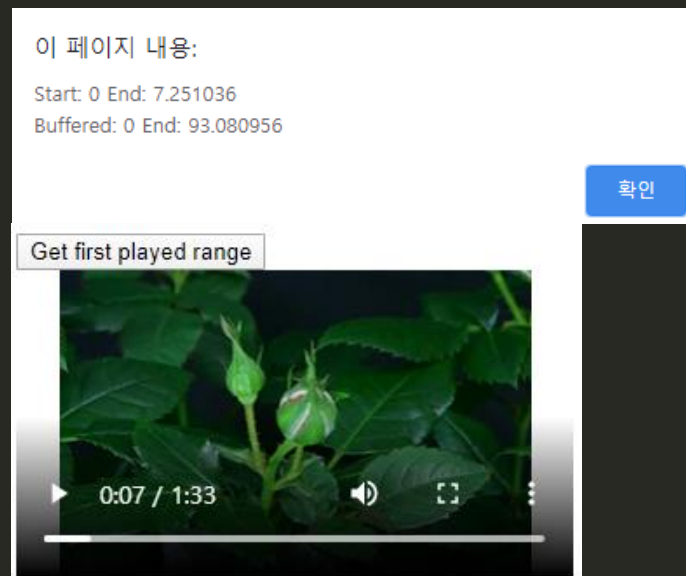 이 페이지 내용:
Start: 0 End: 7.251036
Buffered: 0 End: 93.080956
확인
Get first played range
0:07 / 1:33